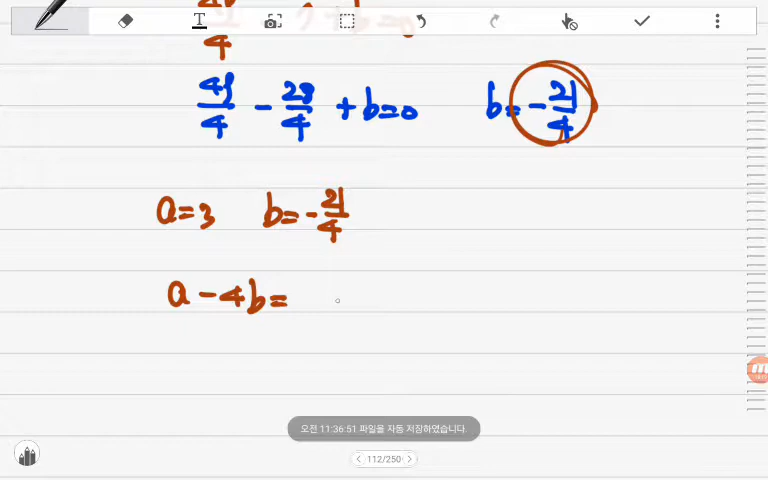 T
49/4 - 28/4 + b=0 b= - 21/4
a=3 b=- 21/4
a - 4b=
오전 11:36:51 파일을 자동 저장하였습니다.
112/250